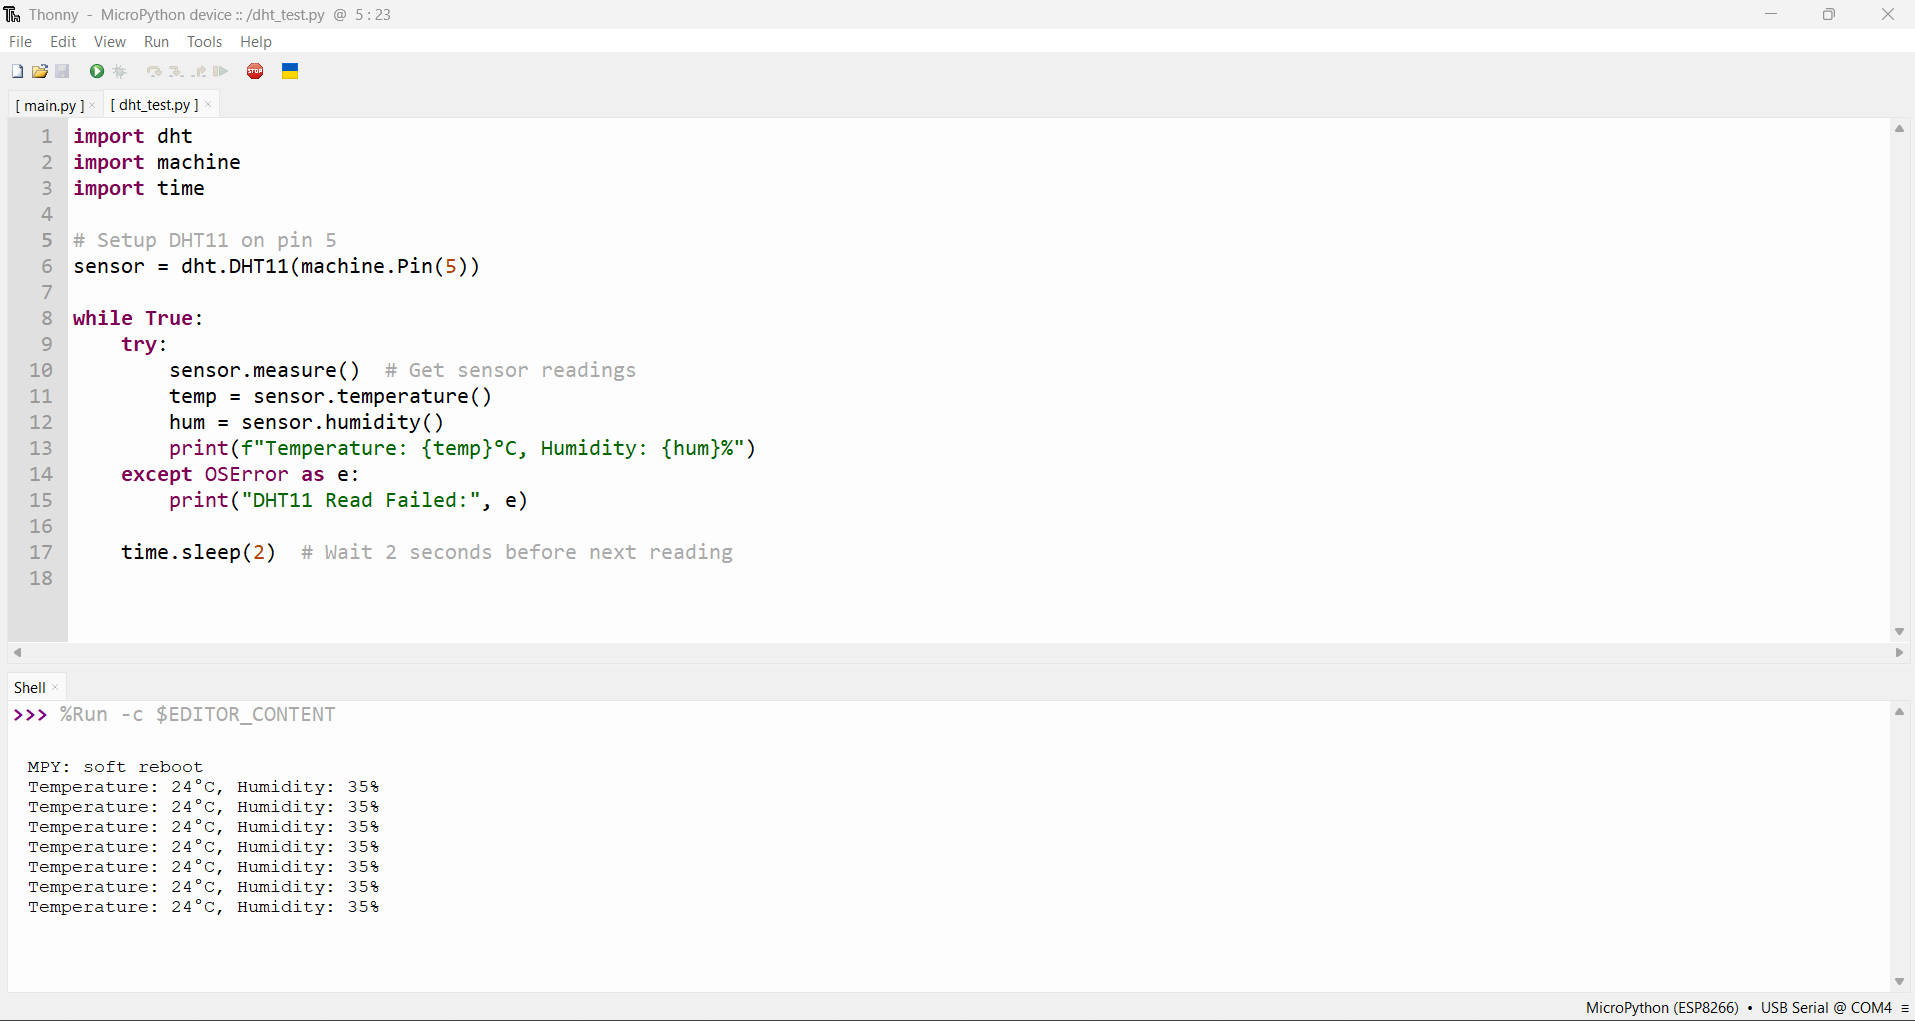 Thonny - MicroPython device :: /dht_test.py @ 5 : 23
File Edit View Run Tools Help
STOP
[ main.py ] × [ dht_test.py ] ×
1 import dht
2 import machine
3 import time
4
5 # Setup DHT11 on pin 5
6 sensor = dht.DHT11(machine.Pin(5))
7
8 while True:
9     try:
10         sensor.measure()  # Get sensor readings
11         temp = sensor.temperature()
12         hum = sensor.humidity()
13         print(f"Temperature: {temp}°C, Humidity: {hum}%")
14     except OSError as e:
15         print("DHT11 Read Failed:", e)
16
17     time.sleep(2)  # Wait 2 seconds before next reading
18
Shell ×
>>> %Run -c $EDITOR_CONTENT
MPY: soft reboot
Temperature: 24°C, Humidity: 35%
Temperature: 24°C, Humidity: 35%
Temperature: 24°C, Humidity: 35%
Temperature: 24°C, Humidity: 35%
Temperature: 24°C, Humidity: 35%
Temperature: 24°C, Humidity: 35%
Temperature: 24°C, Humidity: 35%
MicroPython (ESP8266) • USB Serial @ COM4 ≡